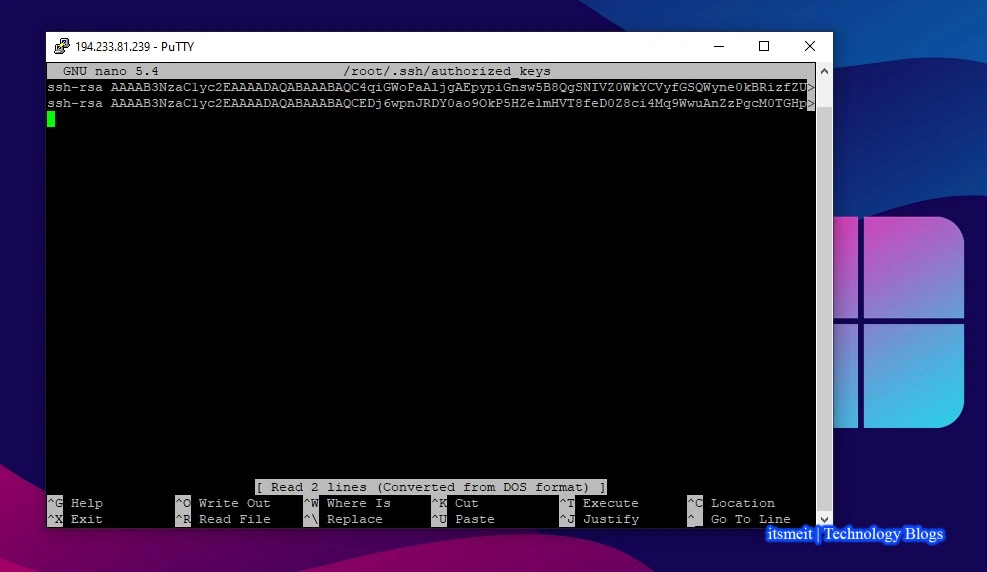 194.233.81.239 - PuTTY
GNU nano 5.4 /root/.ssh/authorized_keys
ssh-rsa AAAAB3NzaC1yc2EAAAADAQABAAABAQC4qiGWoPaAljgAEpypiGnsw5B8QgSNIVZ0WkYCVyfGSQWyne0kBRizfZU>
ssh-rsa AAAAB3NzaC1yc2EAAAADAQABAAABAQCEDj6wpnJRDY0ao9OkP5HZelmHVT8feD0Z8ci4Mq9WwuAnZzPgcM0TGHp>
[ Read 2 lines (Converted from DOS format) ]
^G Help ^O Write Out ^W Where Is ^K Cut ^T Execute ^C Location
^X Exit ^R Read File ^\ Replace ^U Paste ^J Justify ^_ Go To Line
itsmeit | Technology Blogs